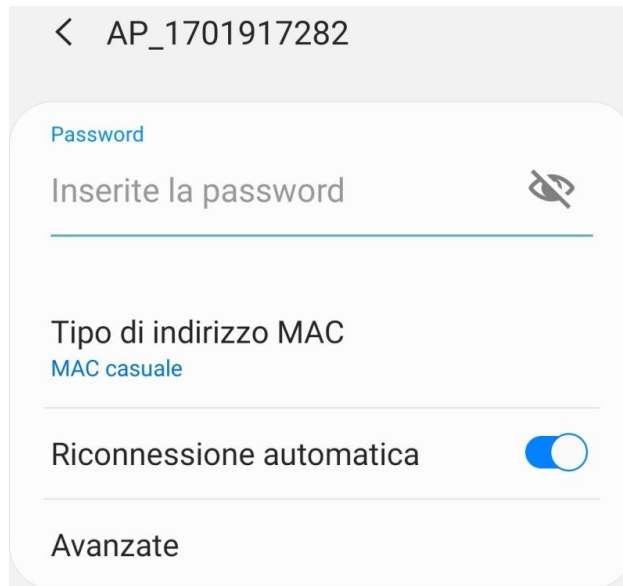 AP_1701917282
Password
Inserite la password
Tipo di indirizzo MAC
MAC casuale
Riconnessione automatica
Avanzate